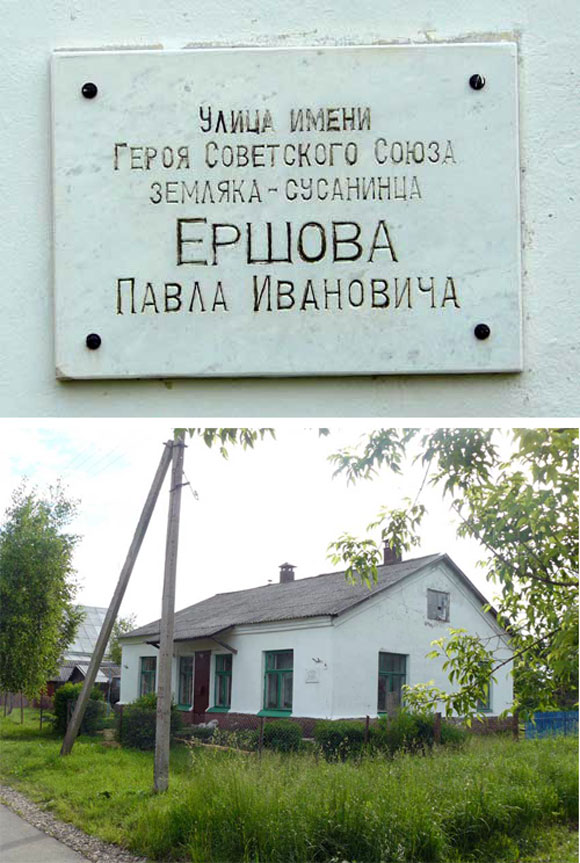 Улица имени
Героя Советского Союза
земляка-сусанинца
Ершова
Павла Ивановича